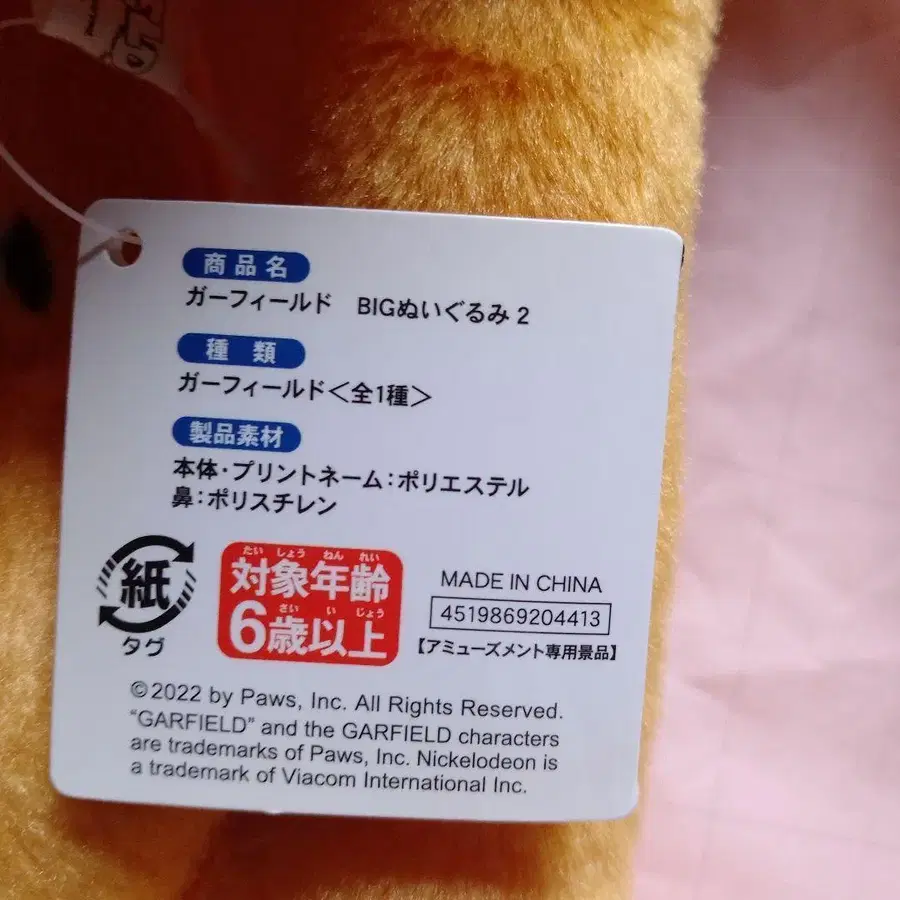 商品名
ガーフィールド BIGぬいぐるみ 2
種 類
ガーフィールド<全1種>
製品素材
本体・プリントネーム:ポリエステル
鼻:ポリスチレン
紙
タグ
たい しょう ねん れい
対象年齢
さい い じょう
6歳以上
MADE IN CHINA
4519869204413
【アミューズメント専用景品】
©2022 by Paws, Inc. All Rights Reserved.
“GARFIELD” and the GARFIELD characters
are trademarks of Paws, Inc. Nickelodeon is
a trademark of Viacom International Inc.